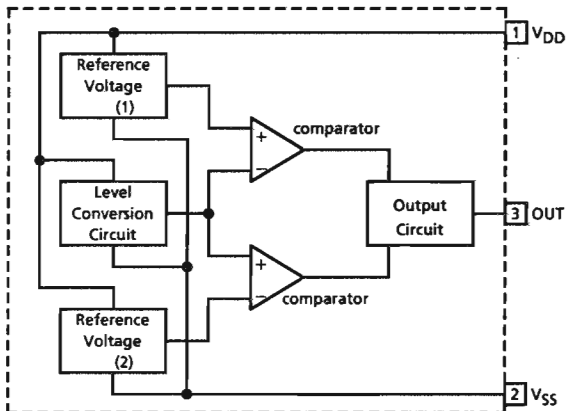 1 VDD
Reference
Voltage
(1)
comparator
+
−
Level
Conversion
Circuit
Output
Circuit
3 OUT
+
−
comparator
Reference
Voltage
(2)
2 VSS